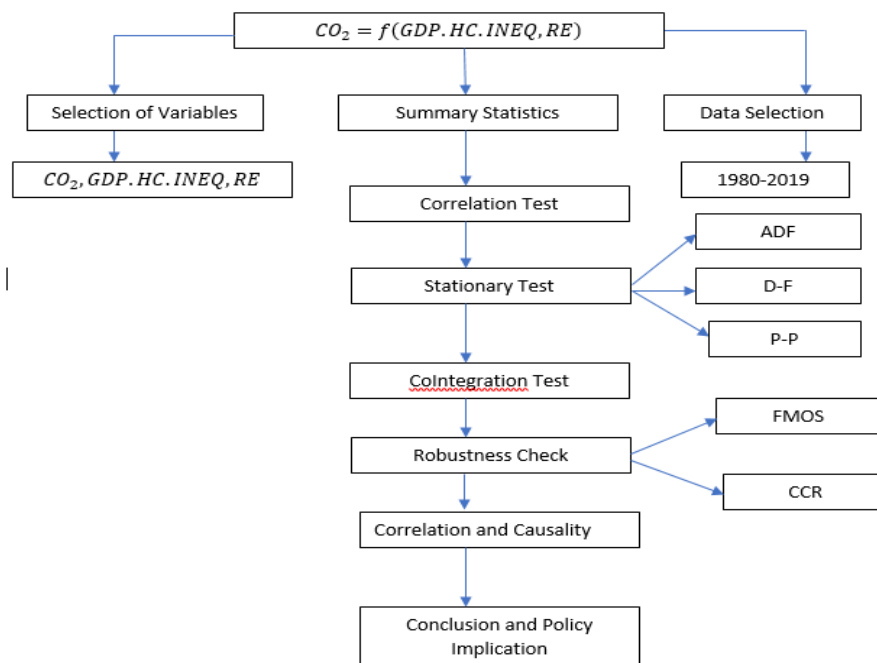 CO₂ = f(GDP.HC.INEQ,RE)
Selection of Variables
Summary Statistics
Data Selection
CO₂,GDP.HC.INEQ,RE
1980-2019
Correlation Test
ADF
Stationary Test
D-F
P-P
CoIntegration Test
FMOS
Robustness Check
CCR
Correlation and Causality
Conclusion and Policy
Implication